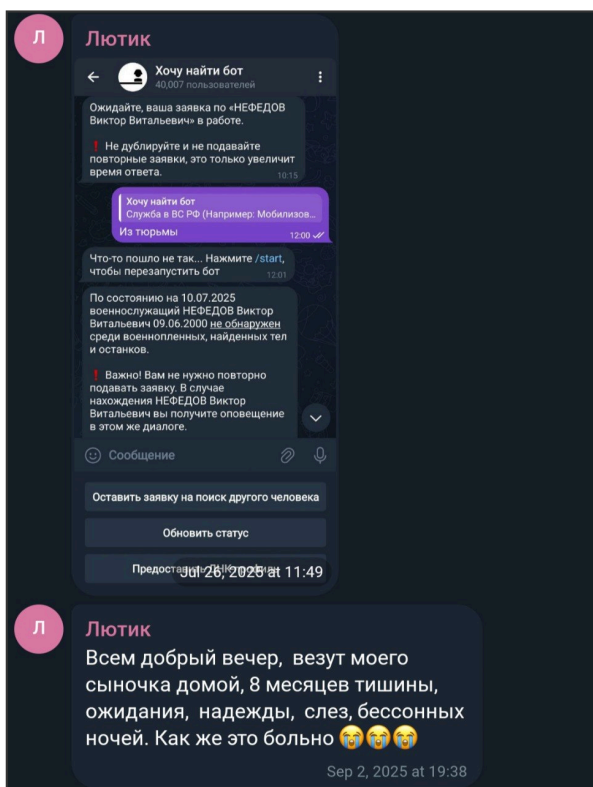 Л
Лютик
Хочу найти бот
40,007 пользователей
Ожидайте, ваша заявка по «НЕФЕДОВ
Виктор Витальевич» в работе.
❗ Не дублируйте и не подавайте
повторные заявки, это только увеличит
время ответа.
10:15
Хочу найти бот
Служба в ВС РФ (Например: Мобилизов...
Из тюрьмы
12:00
Что-то пошло не так... Нажмите /start,
чтобы перезапустить бот
12:01
По состоянию на 10.07.2025
военнослужащий НЕФЕДОВ Виктор
Витальевич 09.06.2000 не обнаружен
среди военнопленных, найденных тел
и останков.
❗ Важно! Вам не нужно повторно
подавать заявку. В случае
нахождения НЕФЕДОВ Виктор
Витальевич вы получите оповещение
в этом же диалоге.
Сообщение
Оставить заявку на поиск другого человека
Обновить статус
Jul 26, 2025 at 11:49
Л
Лютик
Всем добрый вечер, везут моего
сыночка домой, 8 месяцев тишины,
ожидания, надежды, слез, бессонных
ночей. Как же это больно 😭😭😭
Sep 2, 2025 at 19:38